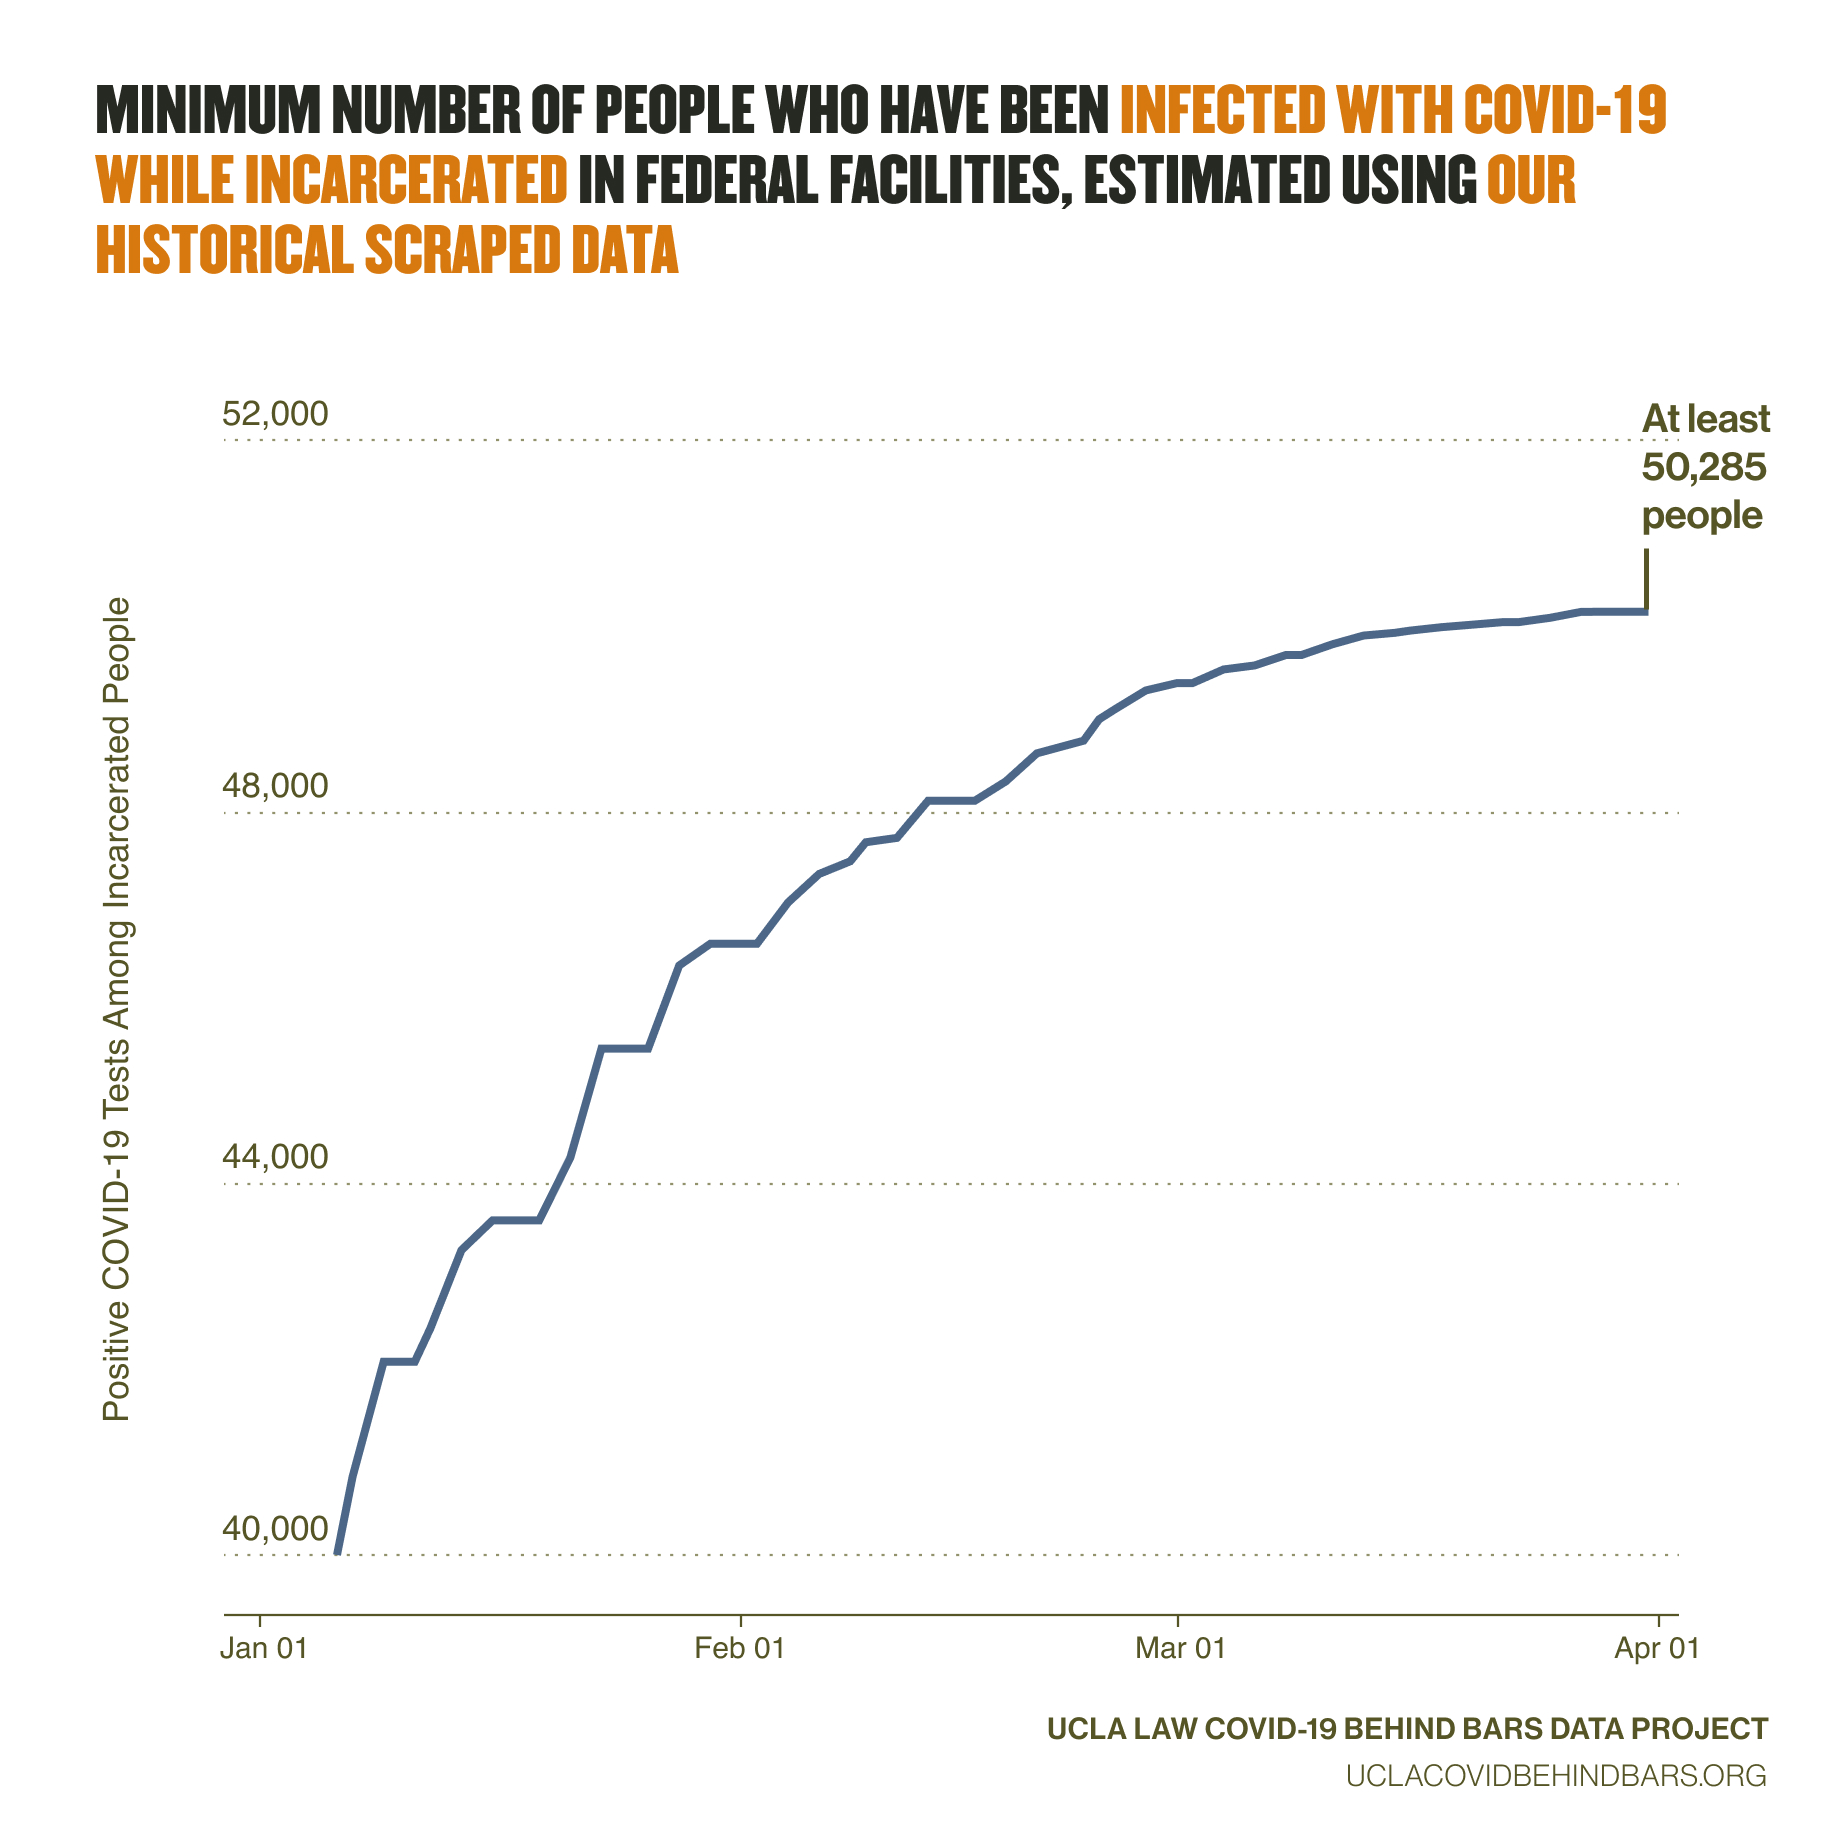 MINIMUM NUMBER OF PEOPLE WHO HAVE BEEN INFECTED WITH COVID-19
WHILE INCARCERATED IN FEDERAL FACILITIES, ESTIMATED USING OUR
HISTORICAL SCRAPED DATA
52,000
At least
50,285
people
Positive COVID-19 Tests Among Incarcerated People
48,000
44,000
40,000
Jan 01
Feb 01
Mar 01
Apr 01
UCLA LAW COVID-19 BEHIND BARS DATA PROJECT
UCLACOVIDBEHINDBARS.ORG